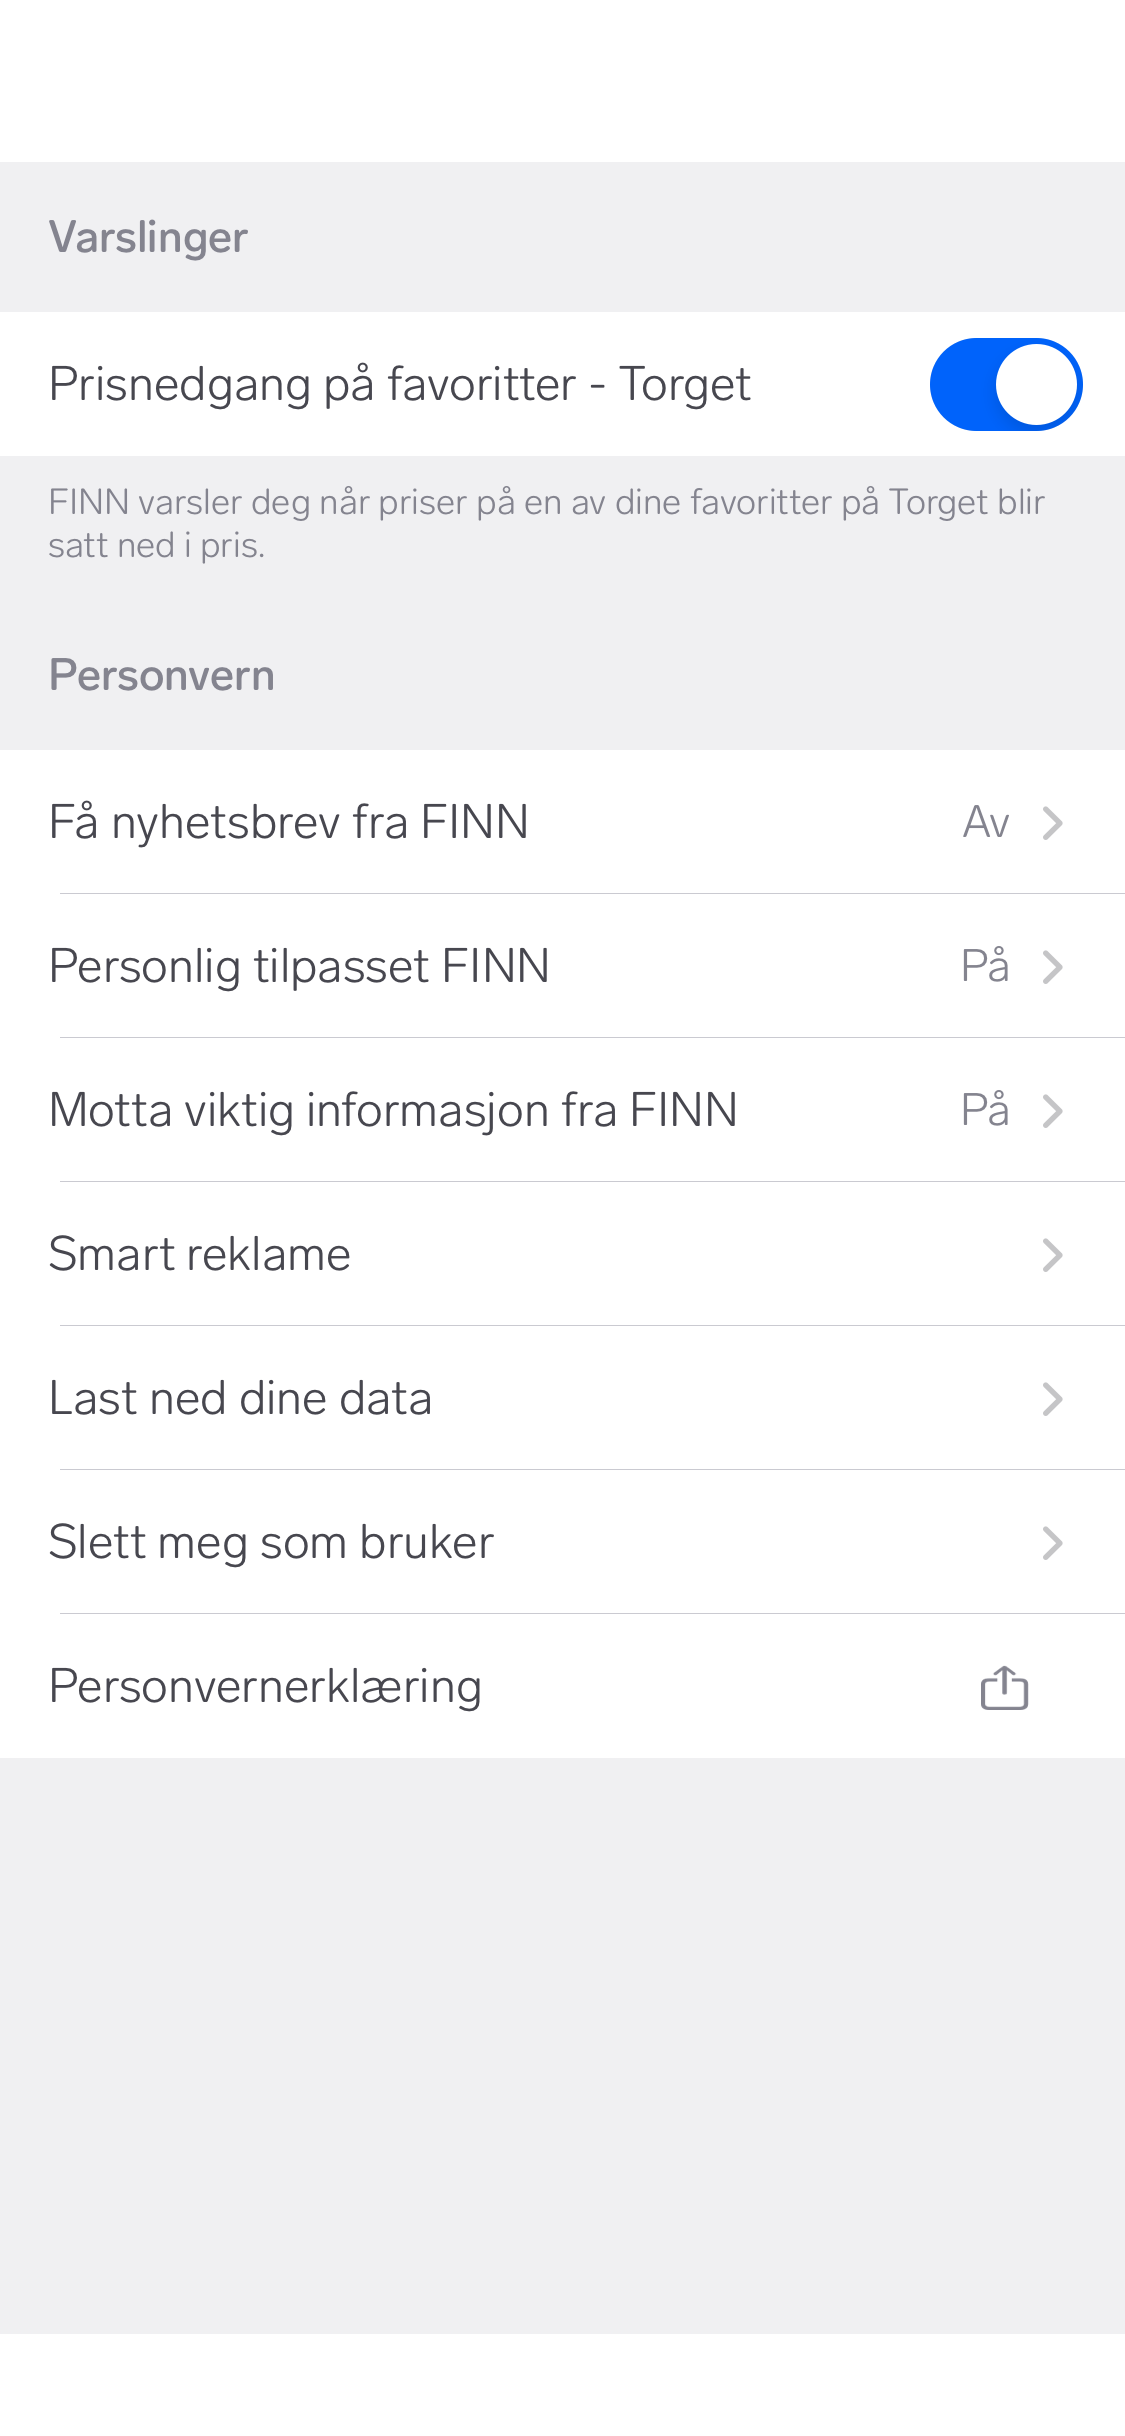 Varslinger
Prisnedgang på favoritter - Torget
FINN varsler deg når priser på en av dine favoritter på Torget blir
satt ned i pris.
Personvern
Få nyhetsbrev fra FINN Av
Personlig tilpasset FINN På
Motta viktig informasjon fra FINN På
Smart reklame
Last ned dine data
Slett meg som bruker
Personvernerklæring